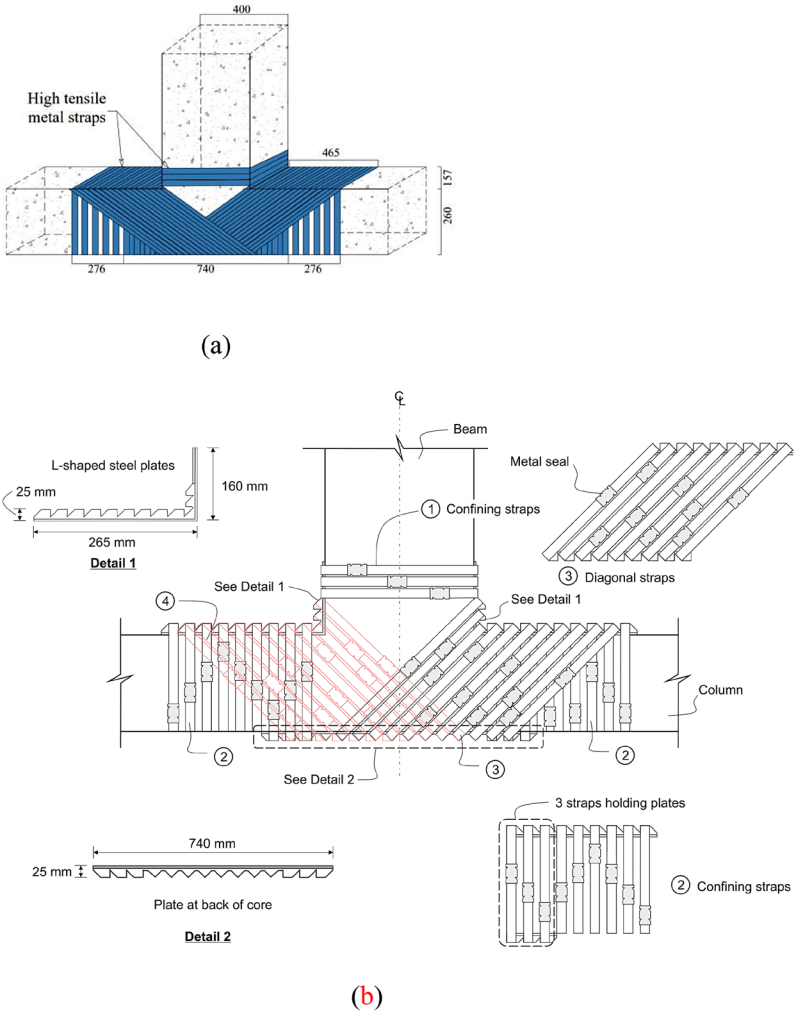 400
High tensile
metal straps
465
157
260
276
740
276
(a)
℄
Beam
L-shaped steel plates
160 mm
25 mm
265 mm
Detail 1
Metal seal
1 Confining straps
3 Diagonal straps
See Detail 1
See Detail 1
4
Column
2
2
3
See Detail 2
3 straps holding plates
740 mm
25 mm
Plate at back of core
Detail 2
2 Confining straps
(b)